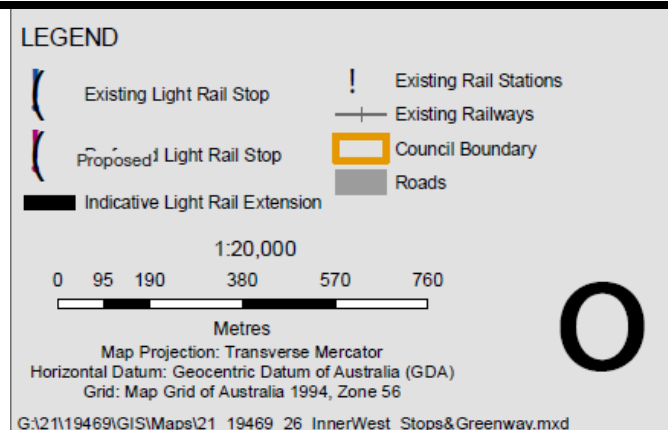 LEGEND
Existing Light Rail Stop
Proposed Light Rail Stop
Indicative Light Rail Extension
! Existing Rail Stations
Existing Railways
Council Boundary
Roads
1:20,000
0 95 190 380 570 760
Metres
Map Projection: Transverse Mercator
Horizontal Datum: Geocentric Datum of Australia (GDA)
Grid: Map Grid of Australia 1994, Zone 56
O
G:\21\19469\GIS\Maps\21_19469_26_InnerWest_Stops&Greenway.mxd